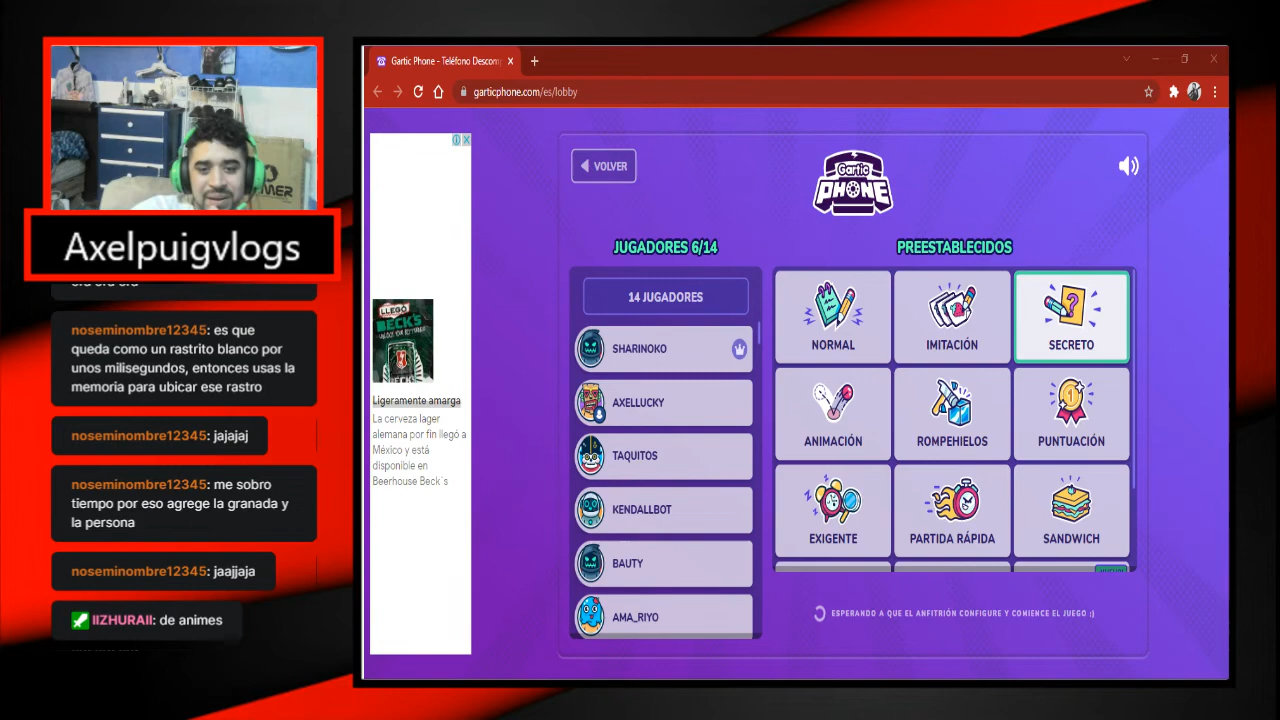 Axelpuigvlogs
noseminombre12345: es que
queda como un rastrito blanco por
unos milisegundos, entonces usas la
memoria para ubicar ese rastro
noseminombre12345: jajajaj
noseminombre12345: me sobro
tiempo por eso agrege la granada y
la persona
noseminombre12345: jaajjaja
IIZHURAII: de animes
Gartic Phone - Teléfono Descom
garticphone.com/es/lobby
LLEGÓ
BECK'S
Ligeramente amarga
La cerveza lager
alemana por fin llegó a
México y está
disponible en
Beerhouse Beck´s
VOLVER
Gartic
PHONE
JUGADORES 6/14
14 JUGADORES
SHARINOKO
AXELLUCKY
TAQUITOS
KENDALLBOT
BAUTY
AMA_RIYO
PREESTABLECIDOS
NORMAL
IMITACIÓN
SECRETO
ANIMACIÓN
ROMPEHIELOS
PUNTUACIÓN
EXIGENTE
PARTIDA RÁPIDA
SANDWICH
ESPERANDO A QUE EL ANFITRIÓN CONFIGURE Y COMIENCE EL JUEGO ;)